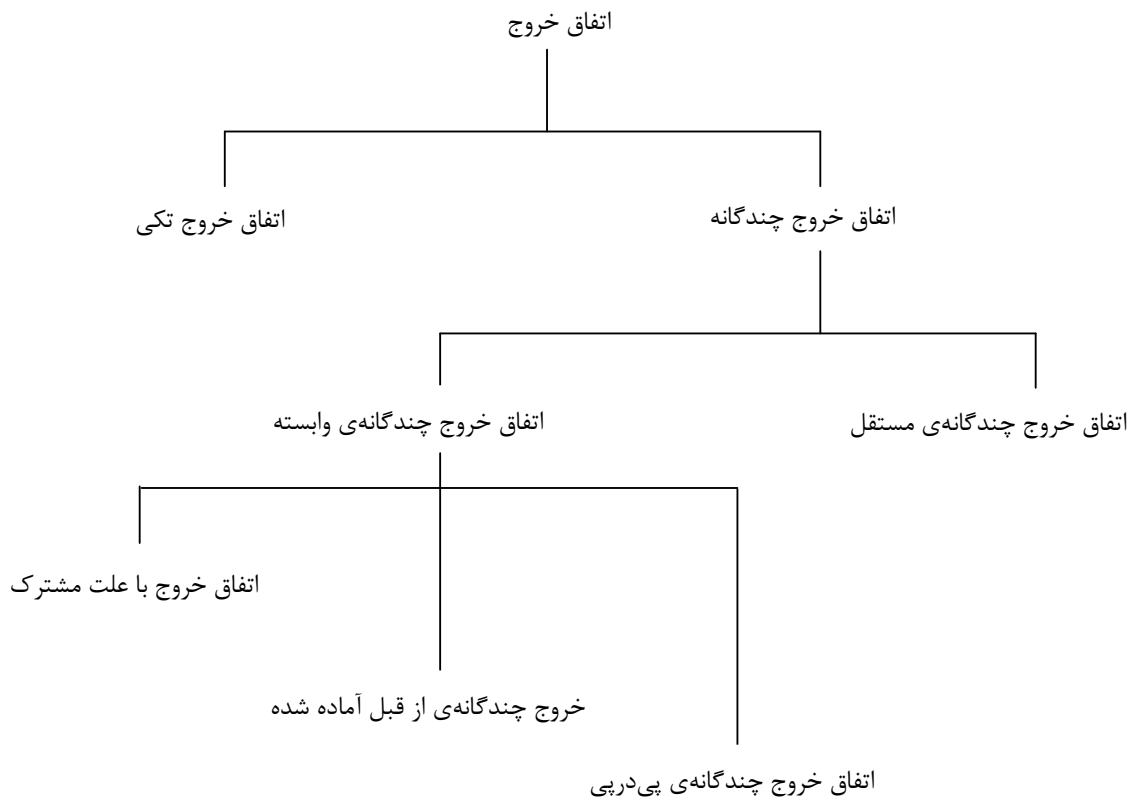 اتفاق خروج
اتفاق خروج چندگانه
اتفاق خروج تکی
اتفاق خروج چندگانه‌ی مستقل
اتفاق خروج چندگانه‌ی وابسته
اتفاق خروج با علت مشترک
خروج چندگانه‌ی از قبل آماده شده
اتفاق خروج چندگانه‌ی پی‌درپی